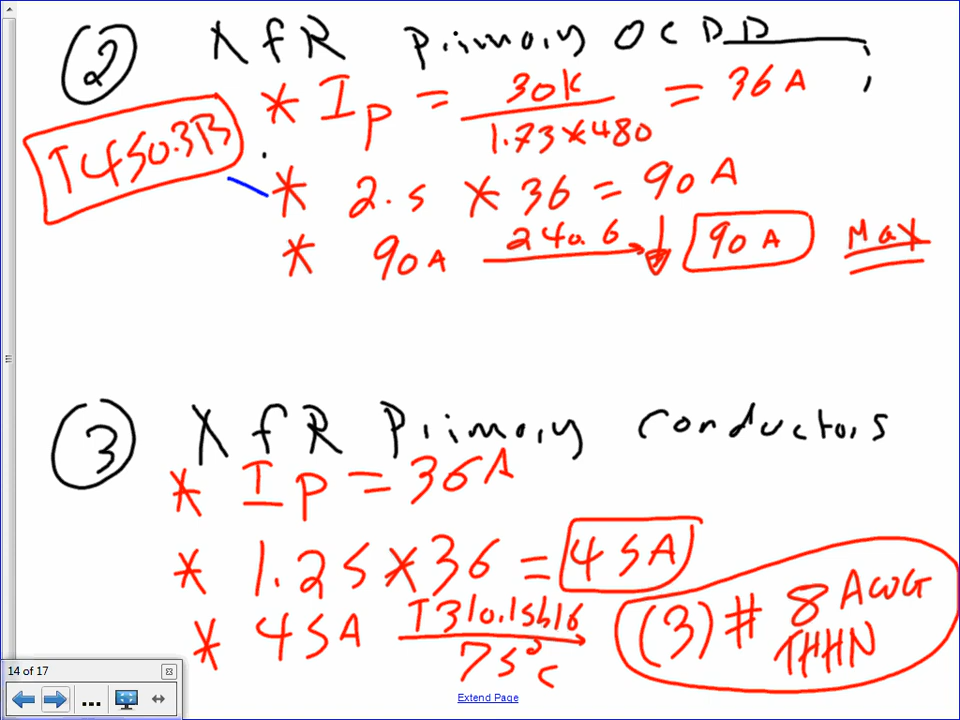 2 XfR Primary OCPD ;
* Ip = 30K / 1.73*480 = 36A
T450.3B
* 2.5 * 36 = 90A
* 90A 240.6 → ↓ 90A Max
3 XfR Primary conductors
* Ip = 36A
* 1.25 * 36 = 45A
* 45A T310.15b16 → 75°C (3) # 8 AWG THHN
14 of 17
...
Extend Page